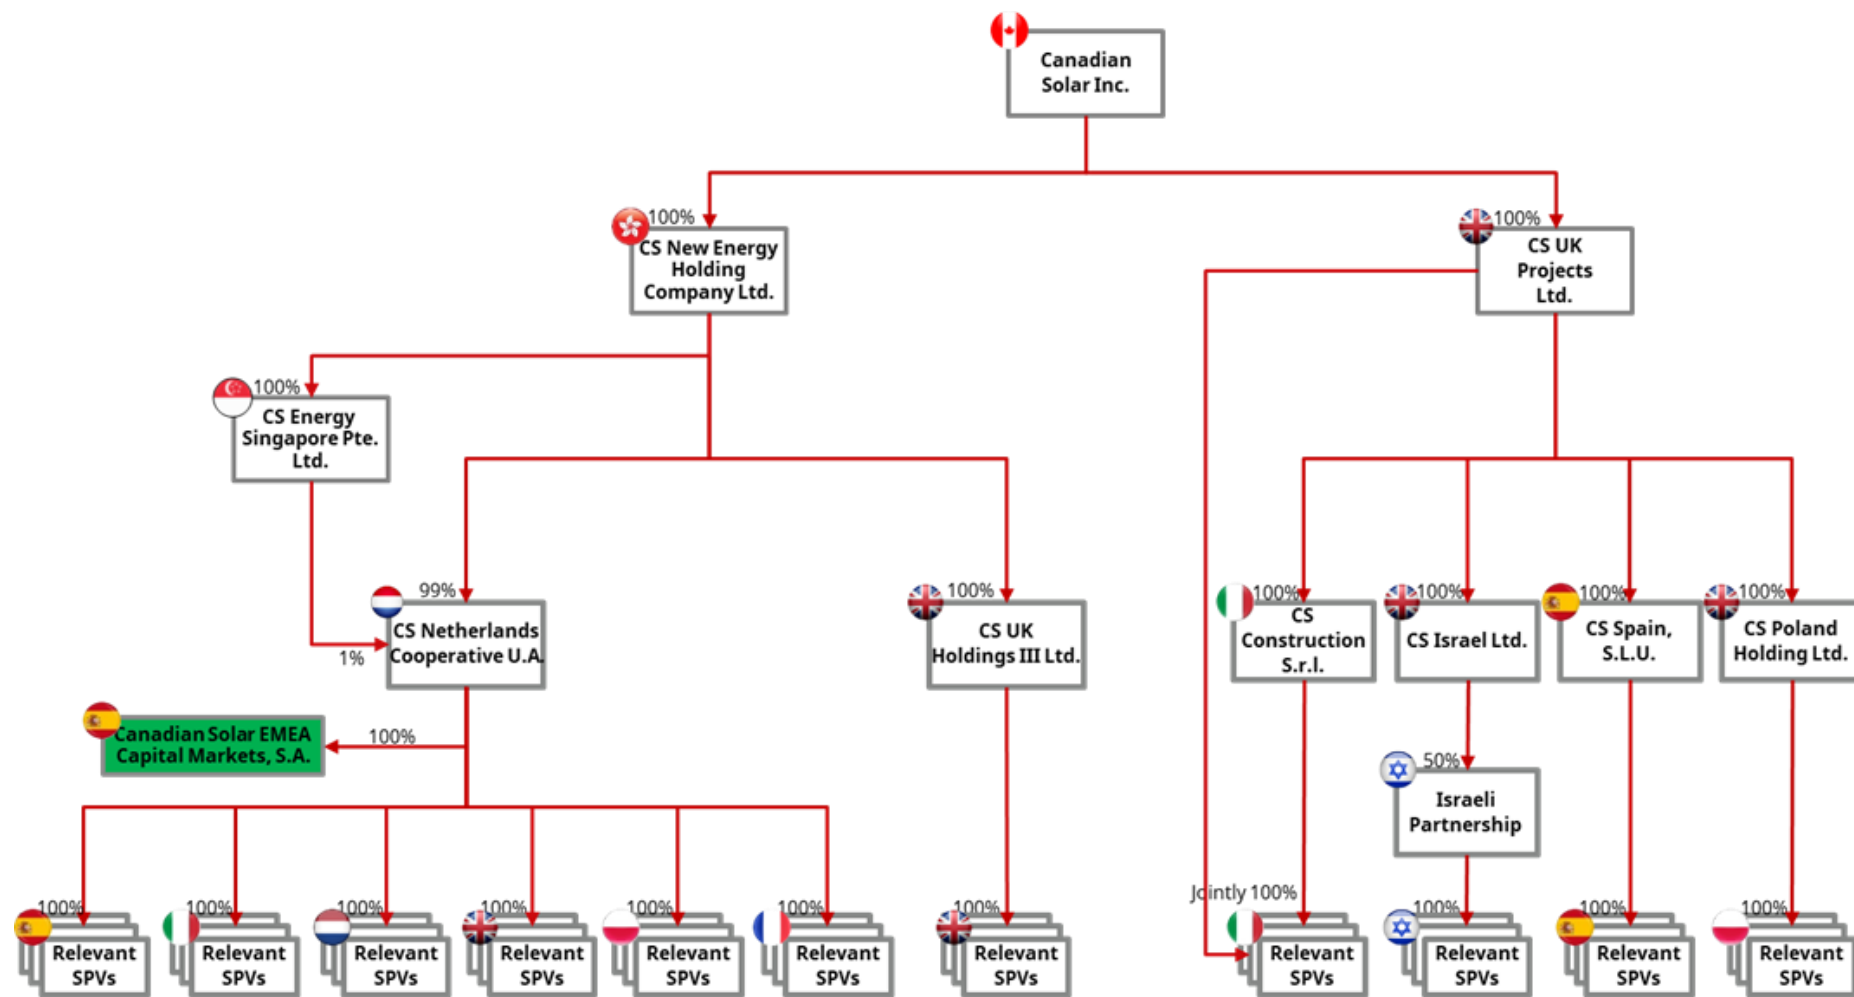 Canadian
Solar Inc.
100%
CS New Energy
Holding
Company Ltd.
100%
CS UK
Projects
Ltd.
100%
CS Energy
Singapore Pte.
Ltd.
99%
CS Netherlands
Cooperative U.A.
1%
100%
CS UK
Holdings III Ltd.
100%
CS
Construction
S.r.l.
100%
CS Israel Ltd.
100%
CS Spain,
S.L.U.
100%
CS Poland
Holding Ltd.
Canadian Solar EMEA
Capital Markets, S.A.
100%
50%
Israeli
Partnership
100%
Relevant
SPVs
100%
Relevant
SPVs
100%
Relevant
SPVs
100%
Relevant
SPVs
100%
Relevant
SPVs
100%
Relevant
SPVs
100%
Relevant
SPVs
Jointly 100%
Relevant
SPVs
100%
Relevant
SPVs
100%
Relevant
SPVs
100%
Relevant
SPVs